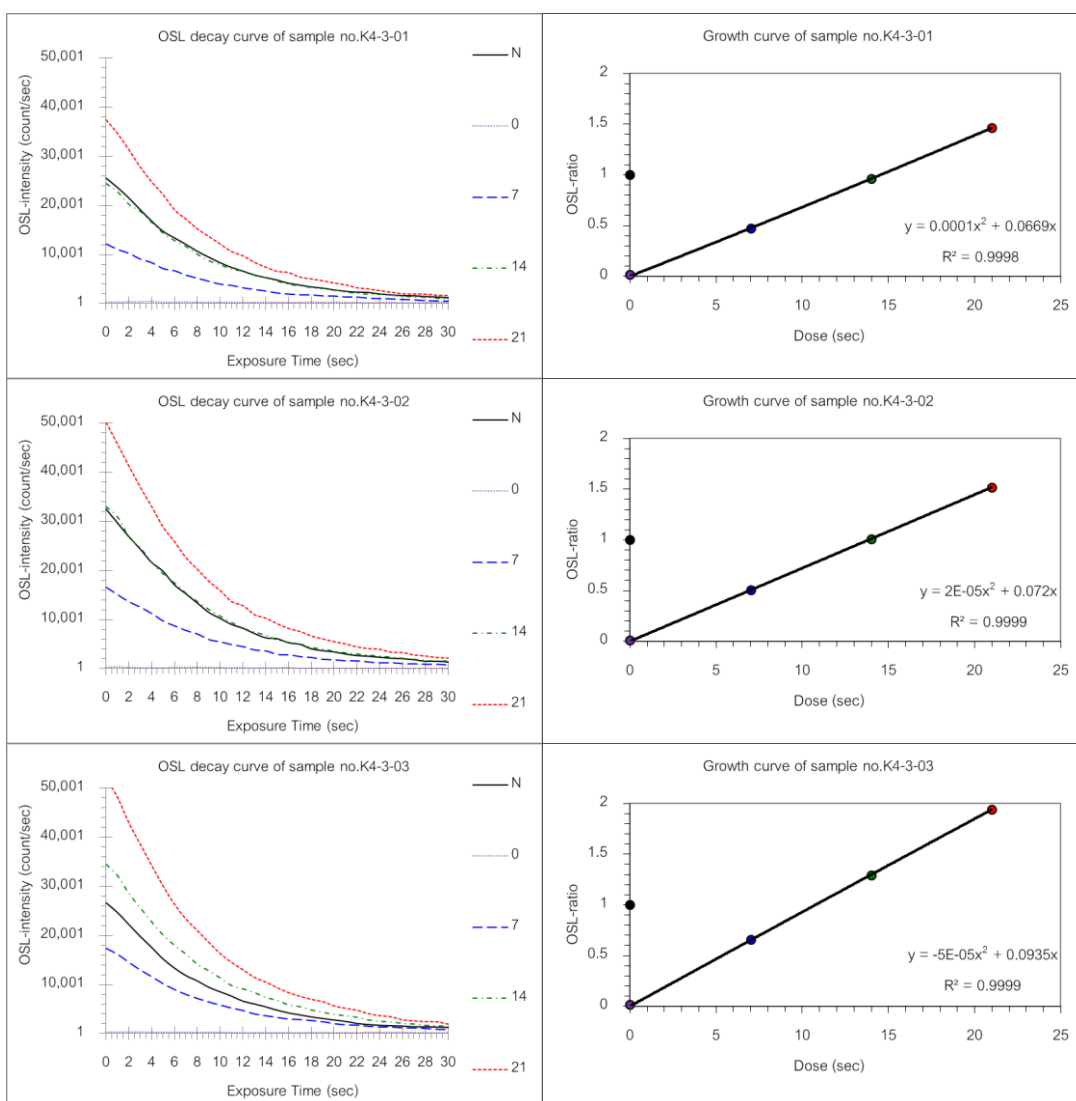 OSL decay curve of sample no.K4-3-01
OSL-intensity (count/sec)
50,001
40,001
30,001
20,001
10,001
1
0 2 4 6 8 10 12 14 16 18 20 22 24 26 28 30
Exposure Time (sec)
N
0
7
14
21
Growth curve of sample no.K4-3-01
OSL-ratio
2
1.5
1
0.5
0
0 5 10 15 20 25
Dose (sec)
y = 0.0001x² + 0.0669x
R² = 0.9998
OSL decay curve of sample no.K4-3-02
OSL-intensity (count/sec)
50,001
40,001
30,001
20,001
10,001
1
0 2 4 6 8 10 12 14 16 18 20 22 24 26 28 30
Exposure Time (sec)
N
0
7
14
21
Growth curve of sample no.K4-3-02
OSL-ratio
2
1.5
1
0.5
0
0 5 10 15 20 25
Dose (sec)
y = 2E-05x² + 0.072x
R² = 0.9999
OSL decay curve of sample no.K4-3-03
OSL-intensity (count/sec)
50,001
40,001
30,001
20,001
10,001
1
0 2 4 6 8 10 12 14 16 18 20 22 24 26 28 30
Exposure Time (sec)
N
0
7
14
21
Growth curve of sample no.K4-3-03
OSL-ratio
2
1.5
1
0.5
0
0 5 10 15 20 25
Dose (sec)
y = -5E-05x² + 0.0935x
R² = 0.9999